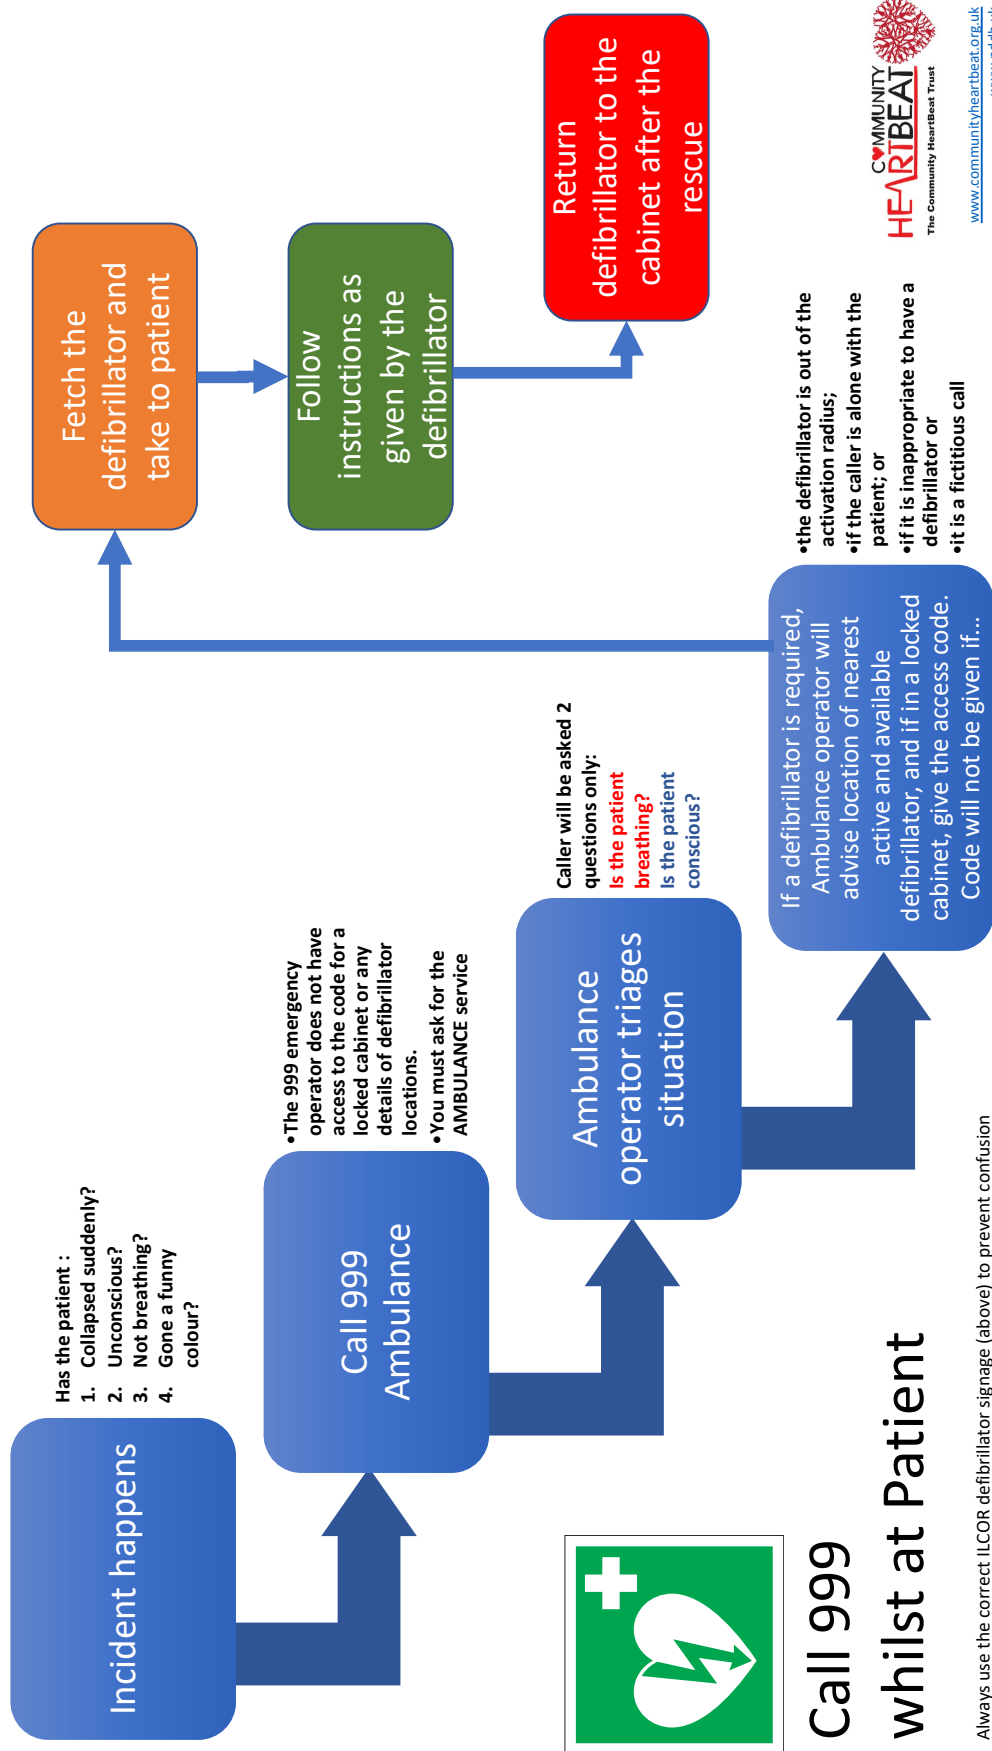 Incident happens
Has the patient :
1. Collapsed suddenly?
2. Unconscious?
3. Not breathing?
4. Gone a funny
colour?
Call 999
Ambulance
•The 999 emergency
operator does not have
access to the code for a
locked cabinet or any
details of defibrillator
locations.
•You must ask for the
AMBULANCE service
Ambulance
operator triages
situation
Caller will be asked 2
questions only:
Is the patient
breathing?
Is the patient
conscious?
If a defibrillator is required,
Ambulance operator will
advise location of nearest
active and available
defibrillator, and if in a locked
cabinet, give the access code.
Code will not be given if...
•the defibrillator is out of the
activation radius;
•if the caller is alone with the
patient; or
•if it is inappropriate to have a
defibrillator or
•it is a fictitious call
Fetch the
defibrillator and
take to patient
Follow
instructions as
given by the
defibrillator
Return
defibrillator to the
cabinet after the
rescue
Call 999
whilst at Patient
Always use the correct ILCOR defibrillator signage (above) to prevent confusion
COMMUNITY
HEARTBEAT
The Community HeartBeat Trust
www.communityheartbeat.org.uk